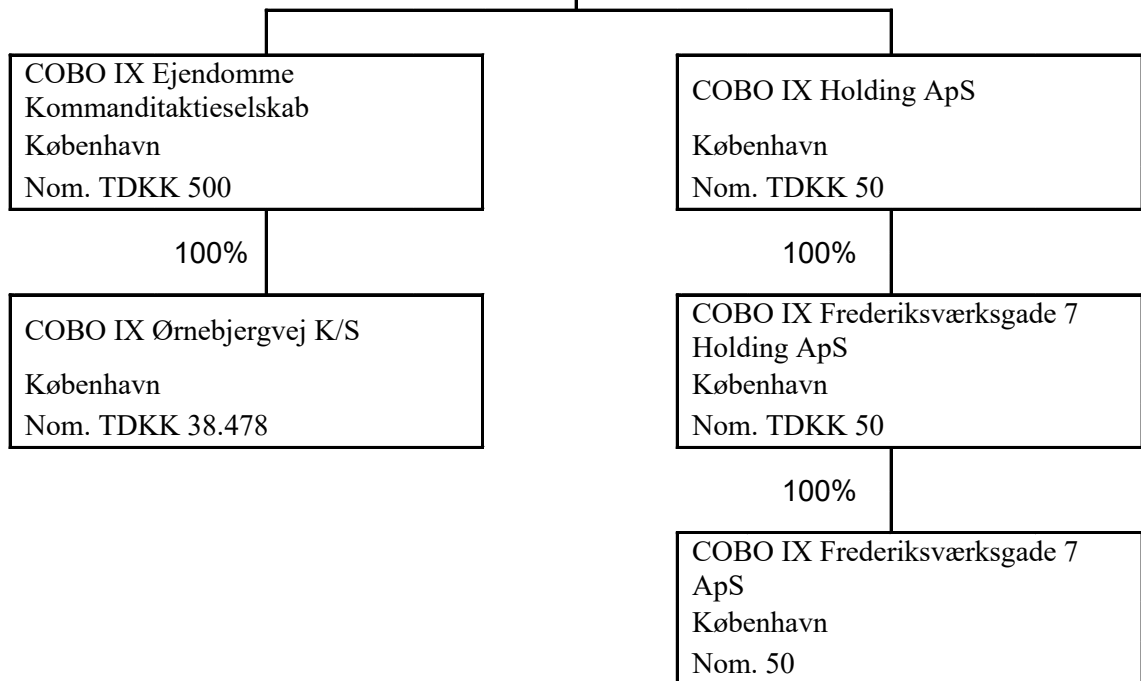 COBO IX Ejendomme
Kommanditaktieselskab
København
Nom. TDKK 500
COBO IX Holding ApS
København
Nom. TDKK 50
100%
100%
COBO IX Ørnebjergvej K/S
København
Nom. TDKK 38.478
COBO IX Frederiksværksgade 7
Holding ApS
København
Nom. TDKK 50
100%
COBO IX Frederiksværksgade 7
ApS
København
Nom. 50